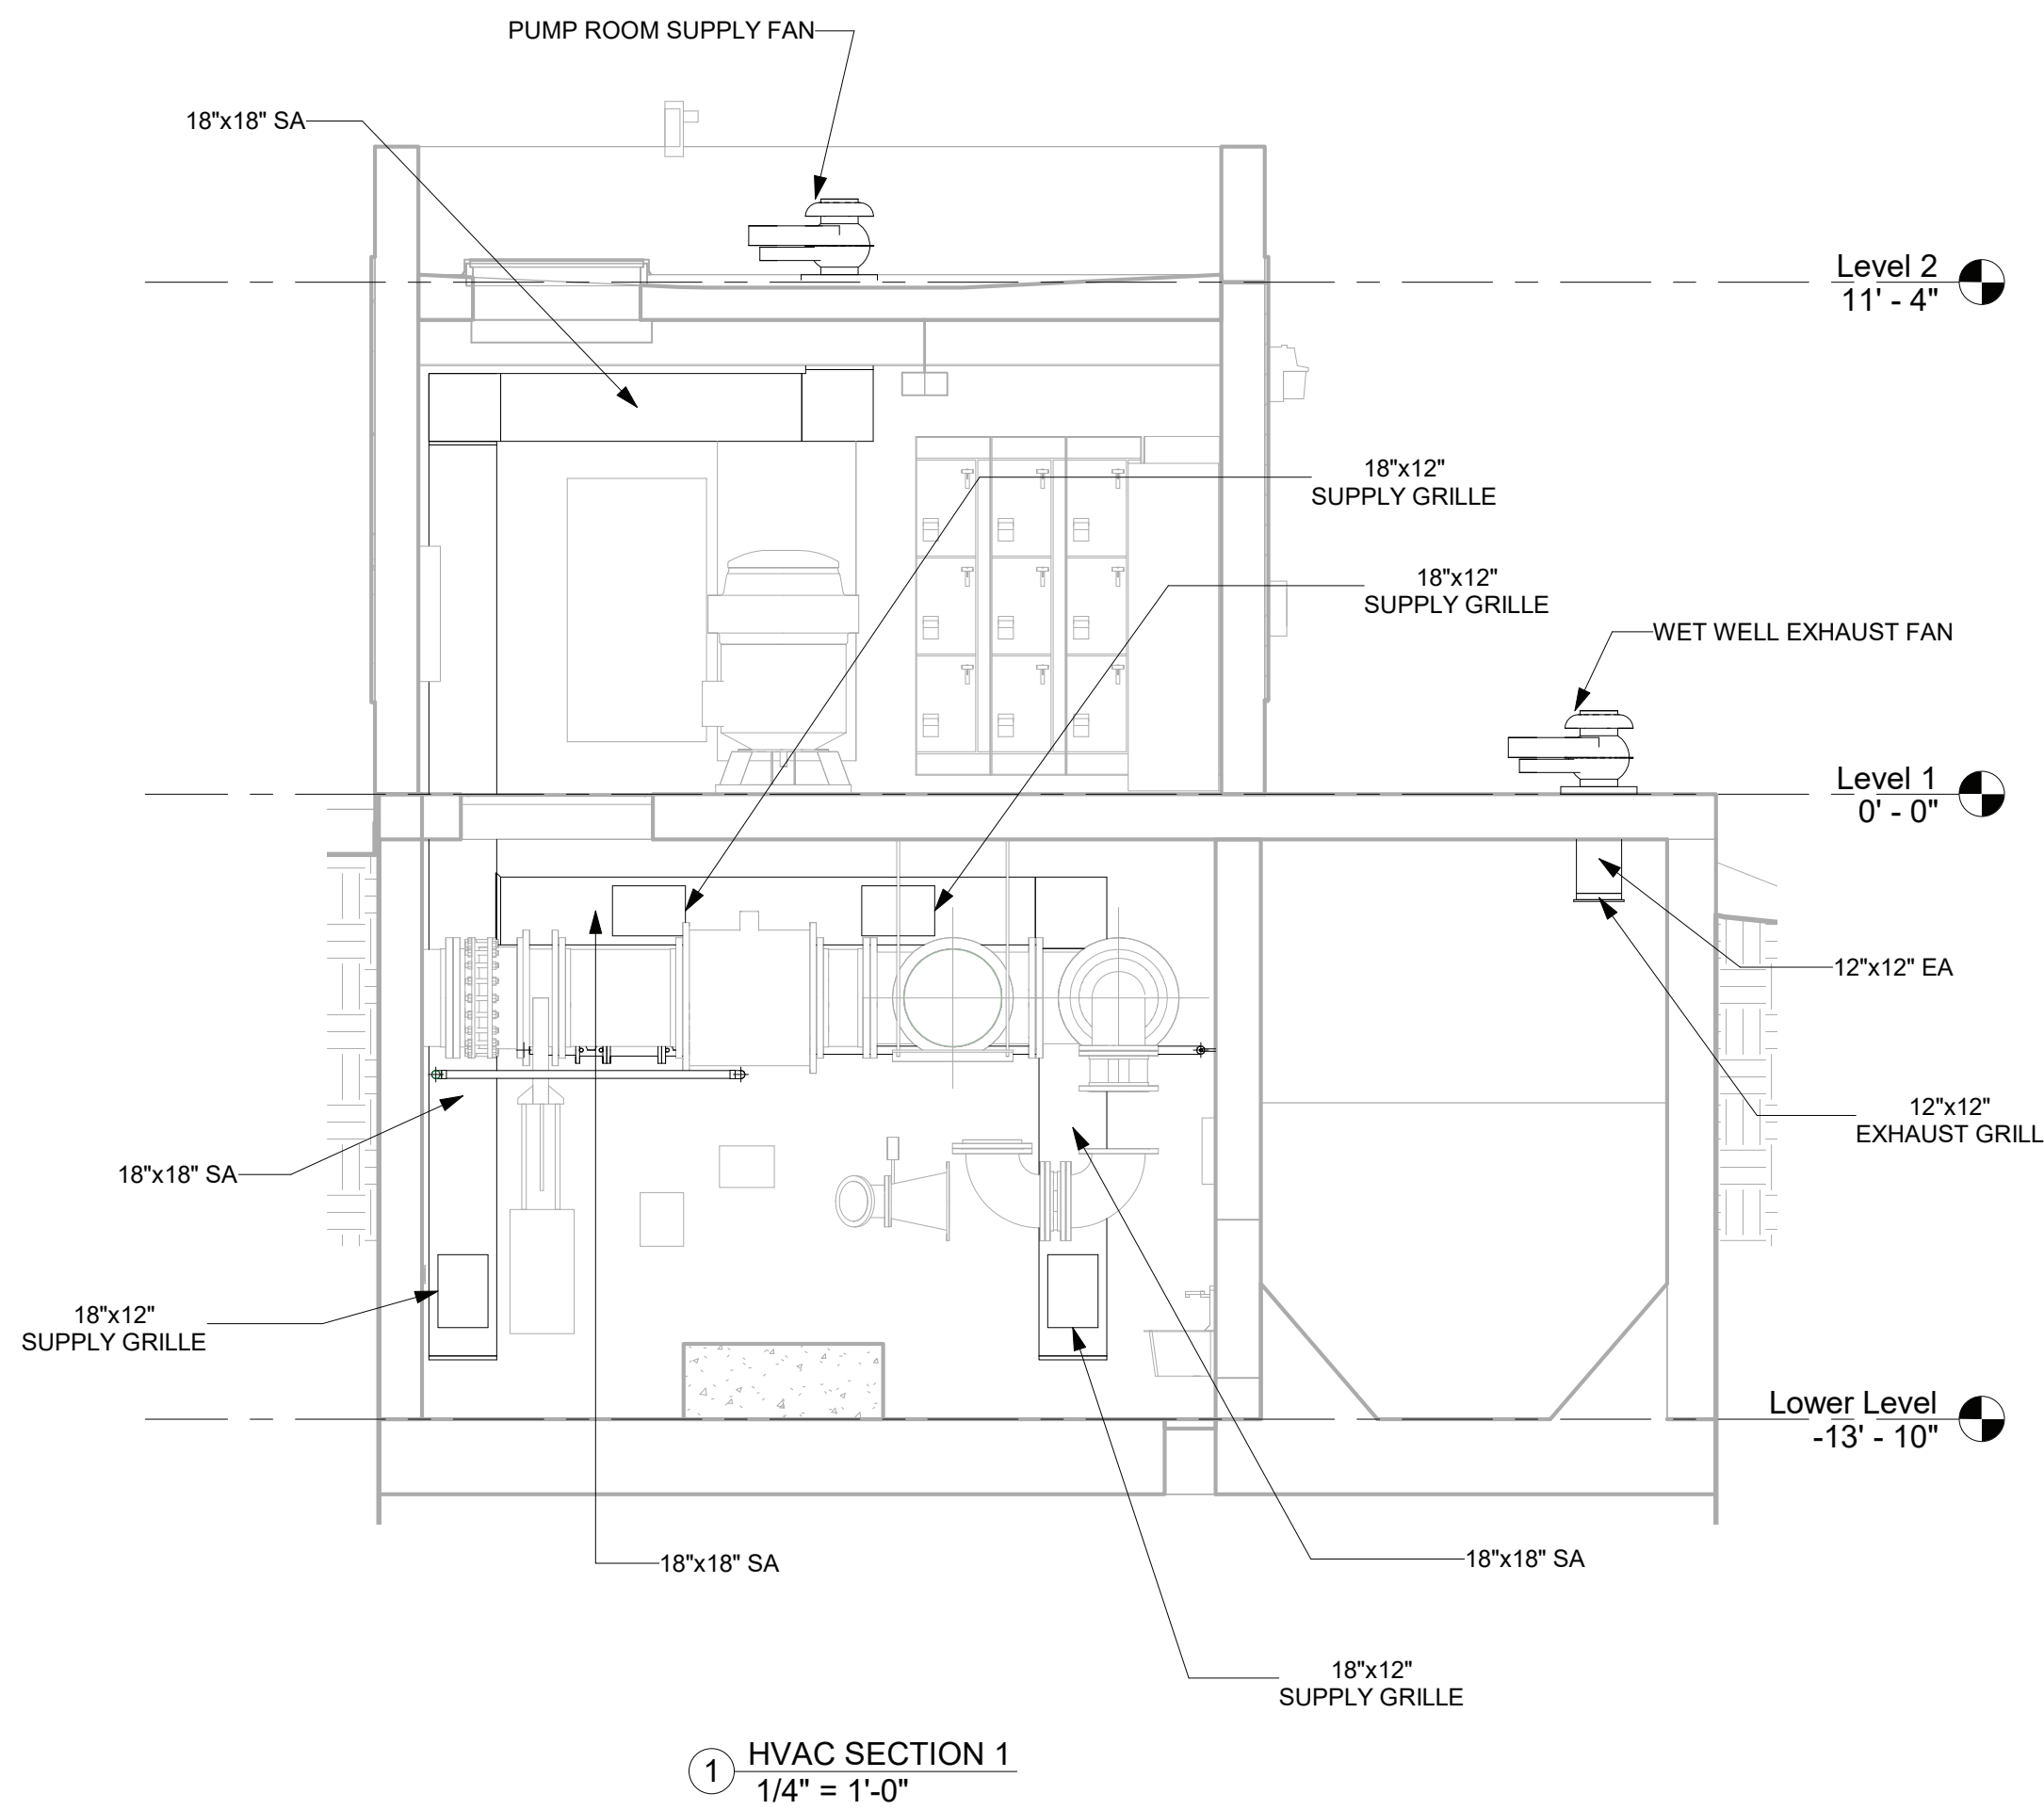 PUMP ROOM SUPPLY FAN
18"x18" SA
Level 2
11' - 4"
18"x12"
SUPPLY GRILLE
18"x12"
SUPPLY GRILLE
WET WELL EXHAUST FAN
Level 1
0' - 0"
12"x12" EA
12"x12"
EXHAUST GRILL
18"x18" SA
18"x12"
SUPPLY GRILLE
Lower Level
-13' - 10"
18"x18" SA
18"x18" SA
18"x12"
SUPPLY GRILLE
1
HVAC SECTION 1
1/4" = 1'-0"